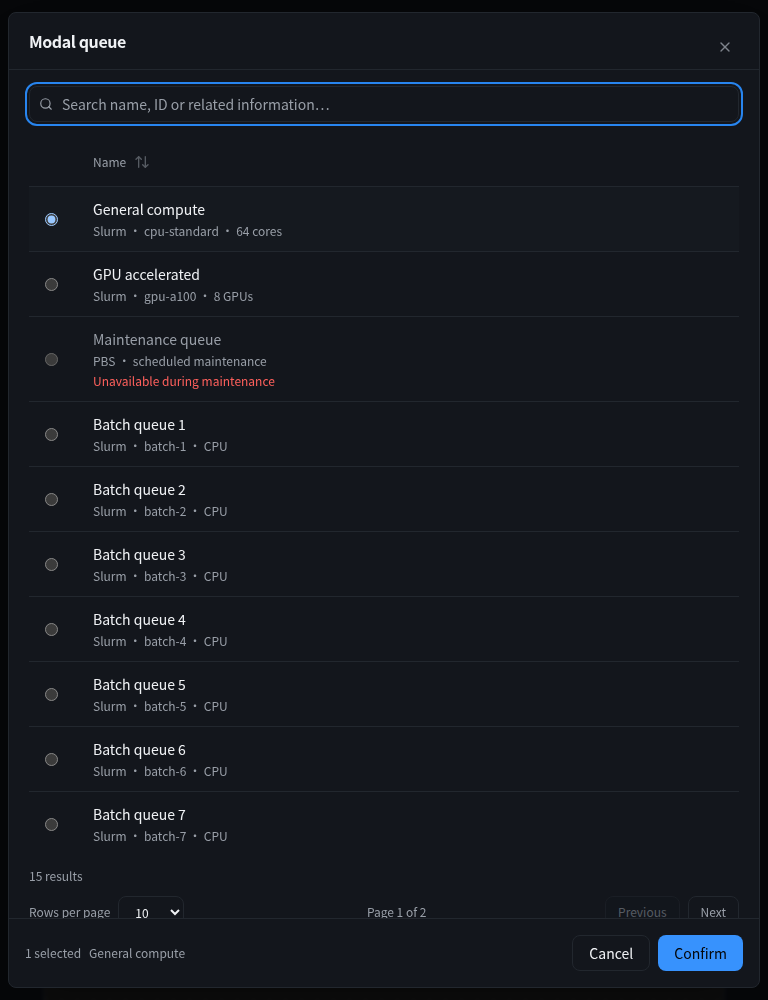 Modal queue
Search name, ID or related information…
Name
General compute
Slurm • cpu-standard • 64 cores
GPU accelerated
Slurm • gpu-a100 • 8 GPUs
Maintenance queue
PBS • scheduled maintenance
Unavailable during maintenance
Batch queue 1
Slurm • batch-1 • CPU
Batch queue 2
Slurm • batch-2 • CPU
Batch queue 3
Slurm • batch-3 • CPU
Batch queue 4
Slurm • batch-4 • CPU
Batch queue 5
Slurm • batch-5 • CPU
Batch queue 6
Slurm • batch-6 • CPU
Batch queue 7
Slurm • batch-7 • CPU
15 results
Rows per page 10 Page 1 of 2 Previous Next
1 selected General compute Cancel Confirm